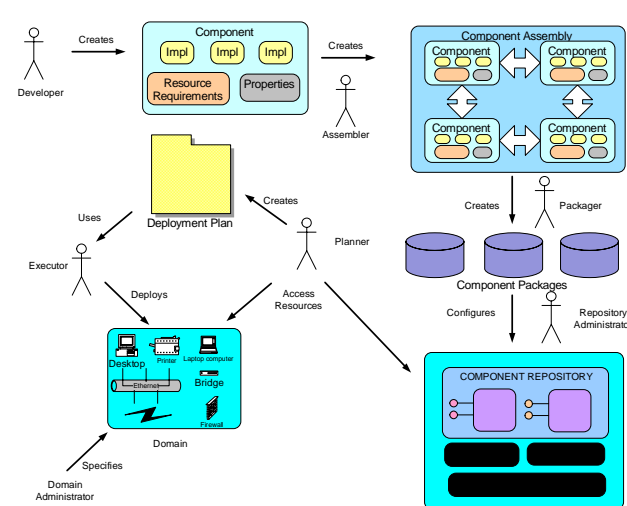 Creates
Component
Impl
Impl
Impl
Resource
Requirements
Properties
Developer
Creates
Assembler
Component Assembly
Component
Component
Component
Component
Creates
Packager
Component Packages
Configures
Repository
Administrator
Deployment Plan
Creates
Uses
Planner
Executor
Deploys
Access
Resources
Desktop
Printer
Laptop computer
Ethernet
Bridge
Firewall
Domain
Specifies
Domain
Administrator
COMPONENT REPOSITORY